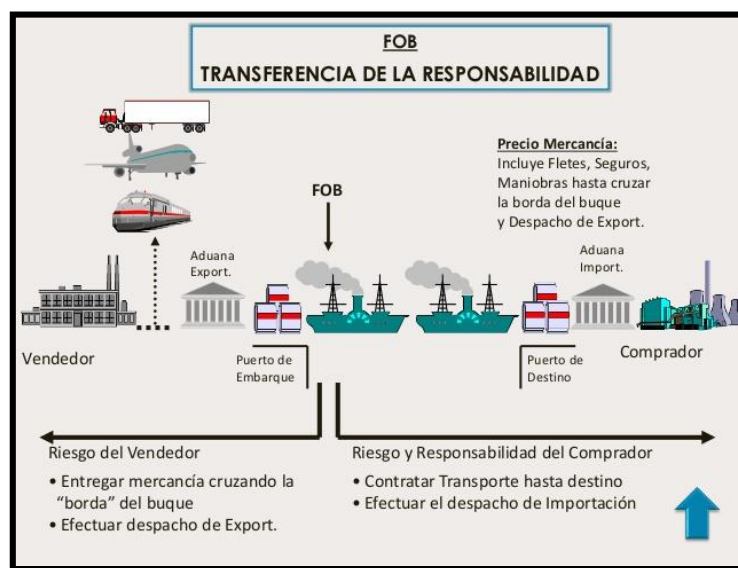 FOB
TRANSFERENCIA DE LA RESPONSABILIDAD
Precio Mercancía:
Incluye Fletes, Seguros,
Maniobras hasta cruzar
la borda del buque
y Despacho de Export.
FOB
Aduana
Export.
Aduana
Import.
Vendedor
Puerto de
Embarque
Puerto de
Destino
Comprador
Riesgo del Vendedor
• Entregar mercancía cruzando la
“borda” del buque
• Efectuar despacho de Export.
Riesgo y Responsabilidad del Comprador
• Contratar Transporte hasta destino
• Efectuar el despacho de Importación